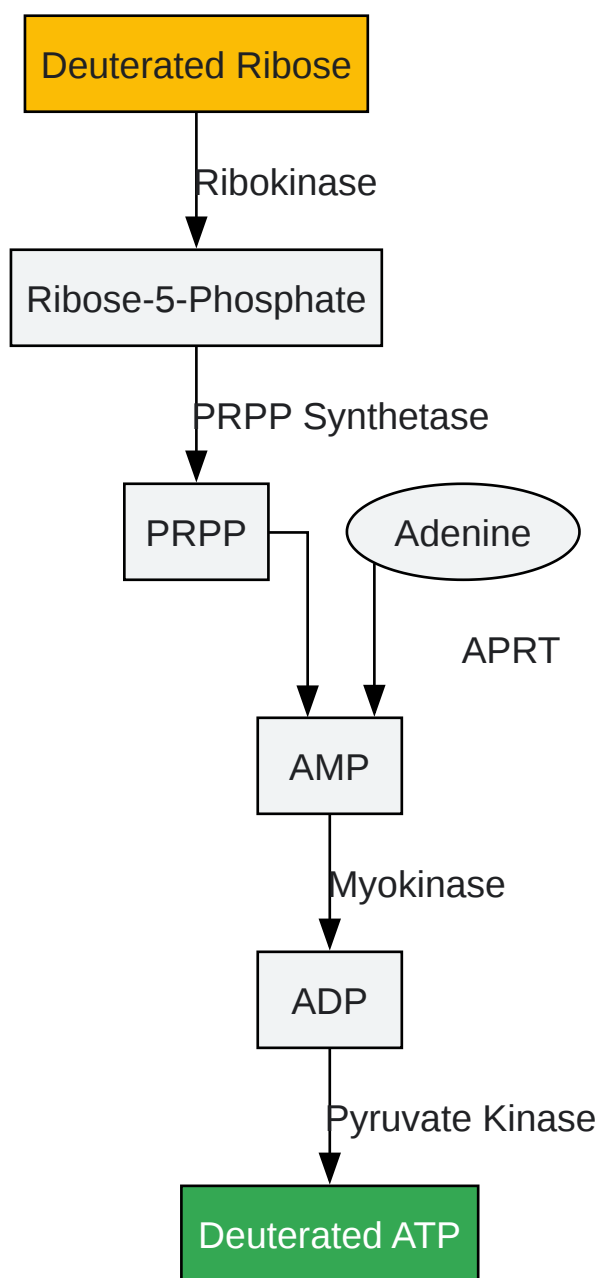 Deuterated Ribose
Ribokinase
Ribose-5-Phosphate
PRPP Synthetase
PRPP
Adenine
APRT
AMP
Myokinase
ADP
Pyruvate Kinase
Deuterated ATP